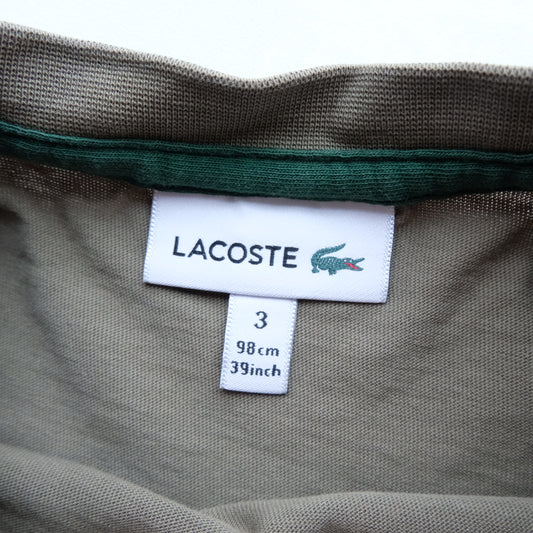 LACOSTE
3
98cm
39inch